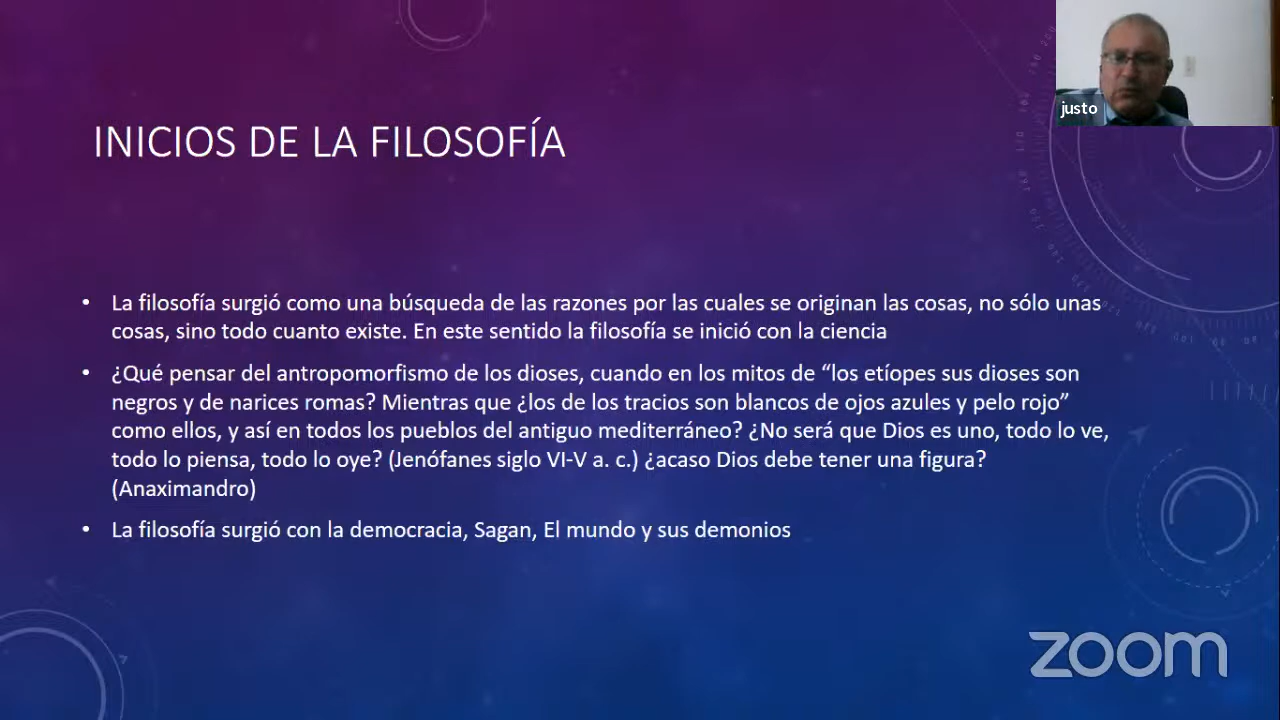 justo
INICIOS DE LA FILOSOFÍA
• La filosofía surgió como una búsqueda de las razones por las cuales se originan las cosas, no sólo unas
cosas, sino todo cuanto existe. En este sentido la filosofía se inició con la ciencia
• ¿Qué pensar del antropomorfismo de los dioses, cuando en los mitos de “los etíopes sus dioses son
negros y de narices romas? Mientras que ¿los de los tracios son blancos de ojos azules y pelo rojo”
como ellos, y así en todos los pueblos del antiguo mediterráneo? ¿No será que Dios es uno, todo lo ve,
todo lo piensa, todo lo oye? (Jenófanes siglo VI-V a. c.) ¿acaso Dios debe tener una figura?
(Anaximandro)
• La filosofía surgió con la democracia, Sagan, El mundo y sus demonios
zoom